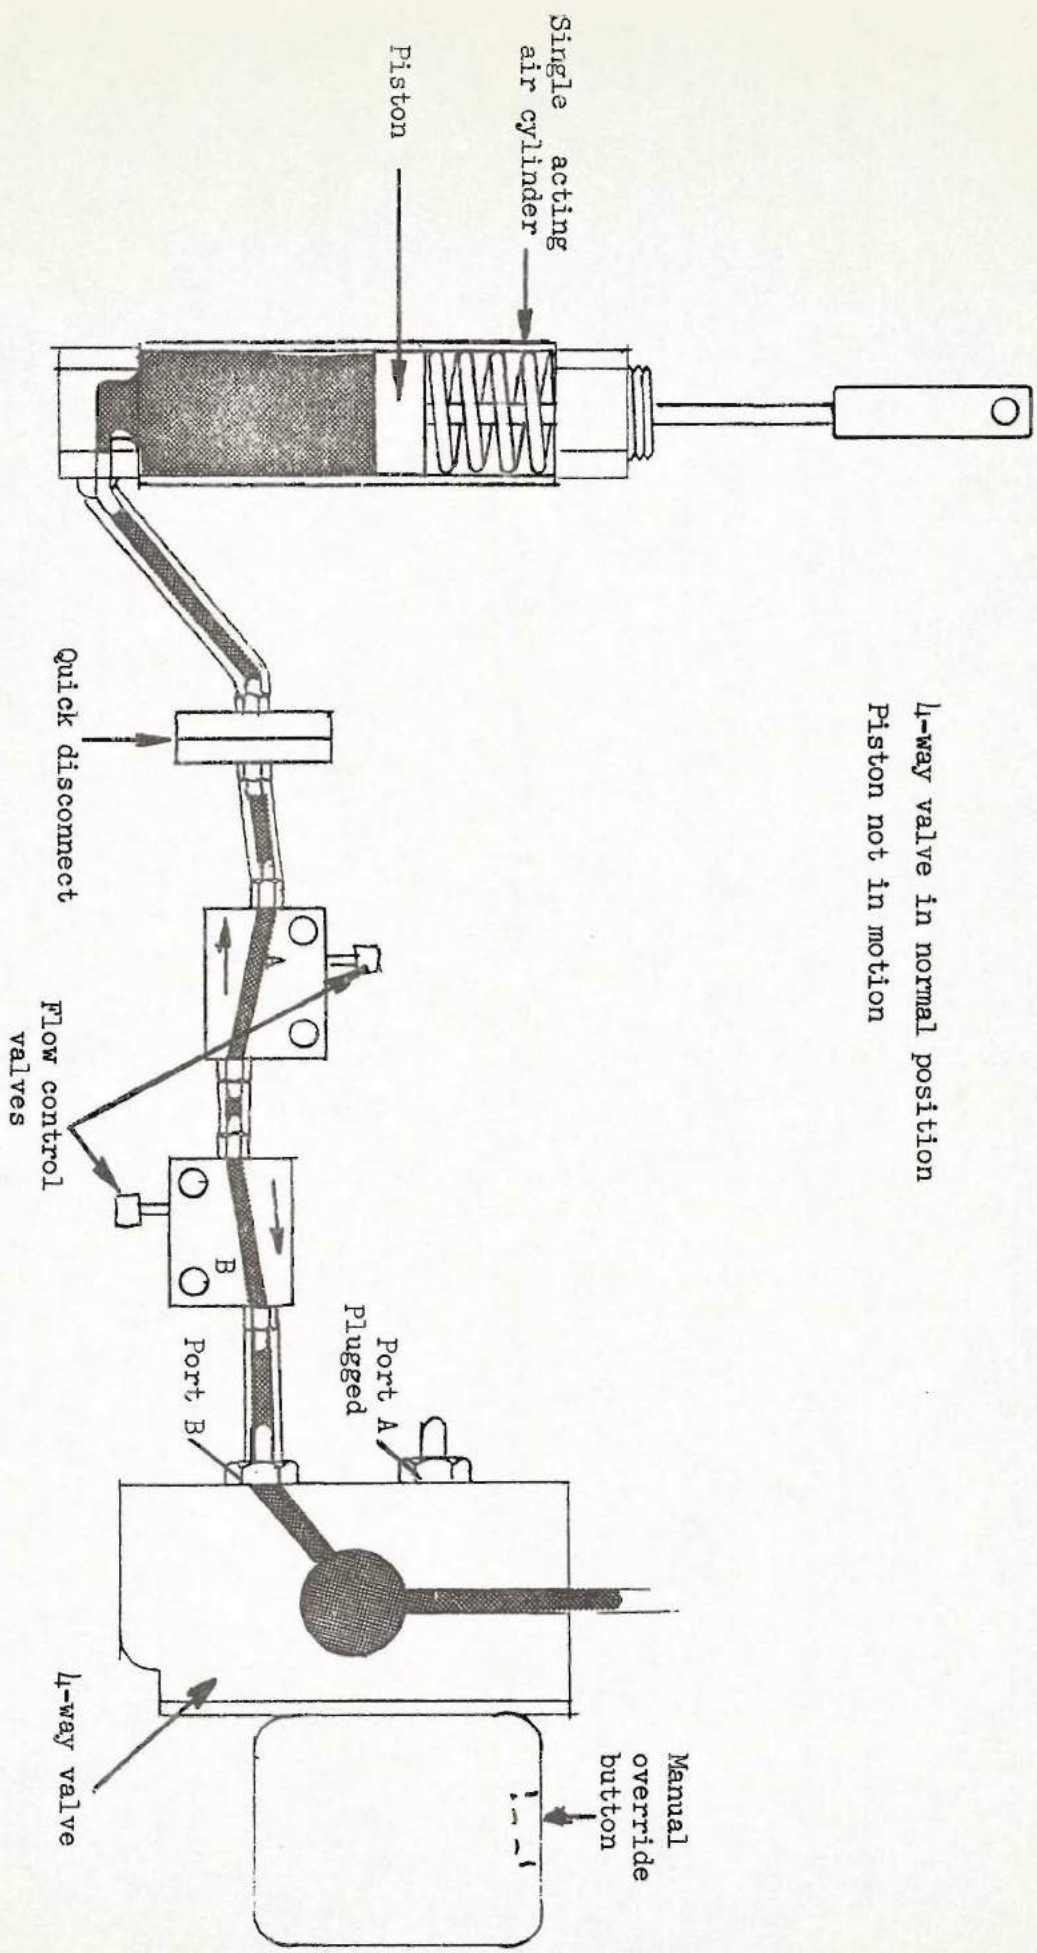 4-way valve in normal position
Piston not in motion
Single acting
air cylinder
Piston
Quick disconnect
A
Flow control
valves
B
Port A
Plugged
Port B
4-way valve
Manual
override
button